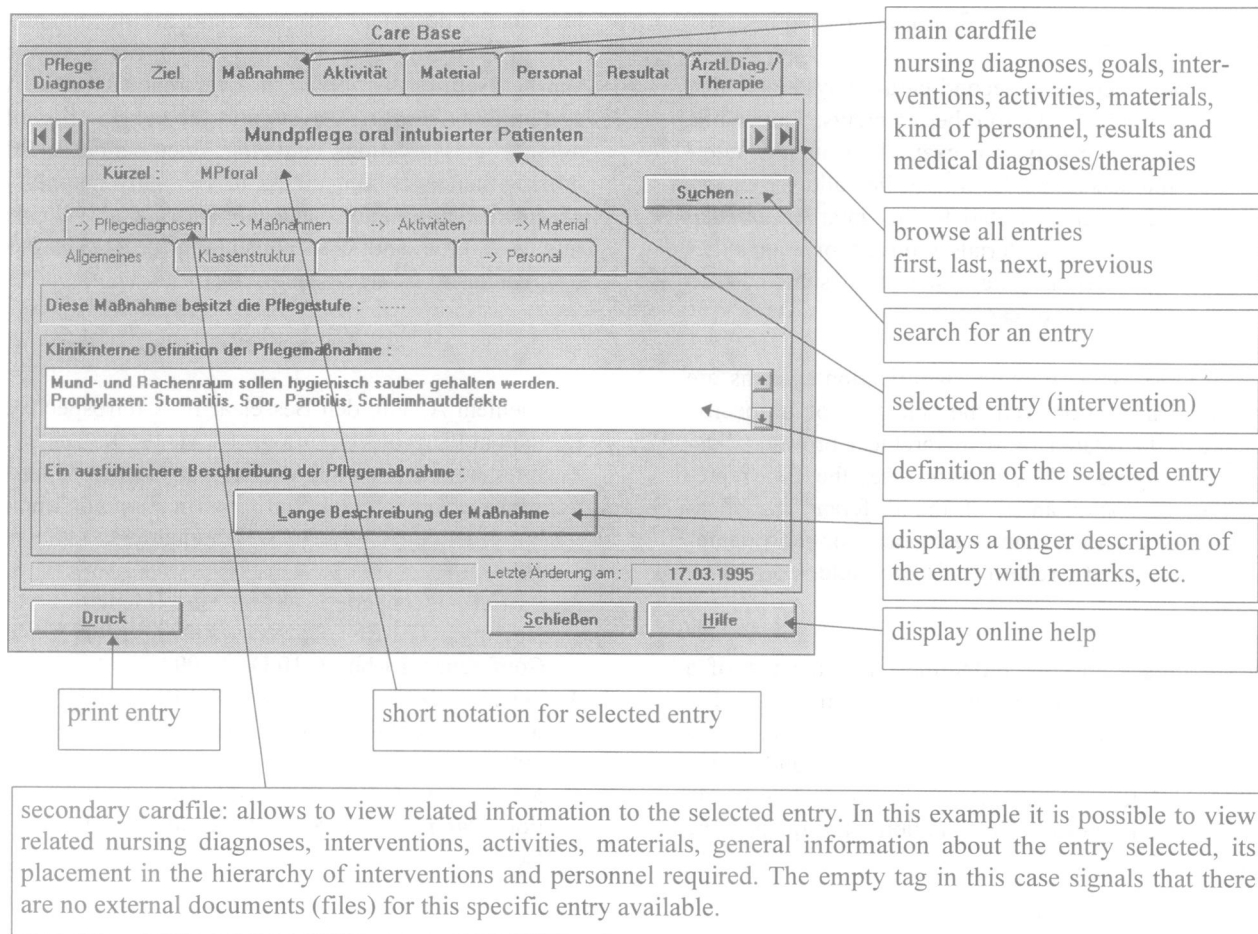 Care Base
Pflege Diagnose
Ziel
Maßnahme
Aktivität
Material
Personal
Resultat
Ärztl.Diag./ Therapie
Mundpflege oral intubierter Patienten
Kürzel : MPforal
Suchen ...
--> Pflegediagnosen
--> Maßnahmen
--> Aktivitäten
--> Material
Allgemeines
Klassenstruktur
--> Personal
Diese Maßnahme besitzt die Pflegestufe : -----
Klinikinterne Definition der Pflegemaßnahme :
Mund- und Rachenraum sollen hygienisch sauber gehalten werden.
Prophylaxen: Stomatitis, Soor, Parotitis, Schleimhautdefekte
Ein ausführlichere Beschreibung der Pflegemaßnahme :
Lange Beschreibung der Maßnahme
Letzte Änderung am : 17.03.1995
Druck
Schließen
Hilfe
main cardfile
nursing diagnoses, goals, inter-
ventions, activities, materials,
kind of personnel, results and
medical diagnoses/therapies
browse all entries
first, last, next, previous
search for an entry
selected entry (intervention)
definition of the selected entry
displays a longer description of
the entry with remarks, etc.
display online help
print entry
short notation for selected entry
secondary cardfile: allows to view related information to the selected entry. In this example it is possible to view
related nursing diagnoses, interventions, activities, materials, general information about the entry selected, its
placement in the hierarchy of interventions and personnel required. The empty tag in this case signals that there
are no external documents (files) for this specific entry available.